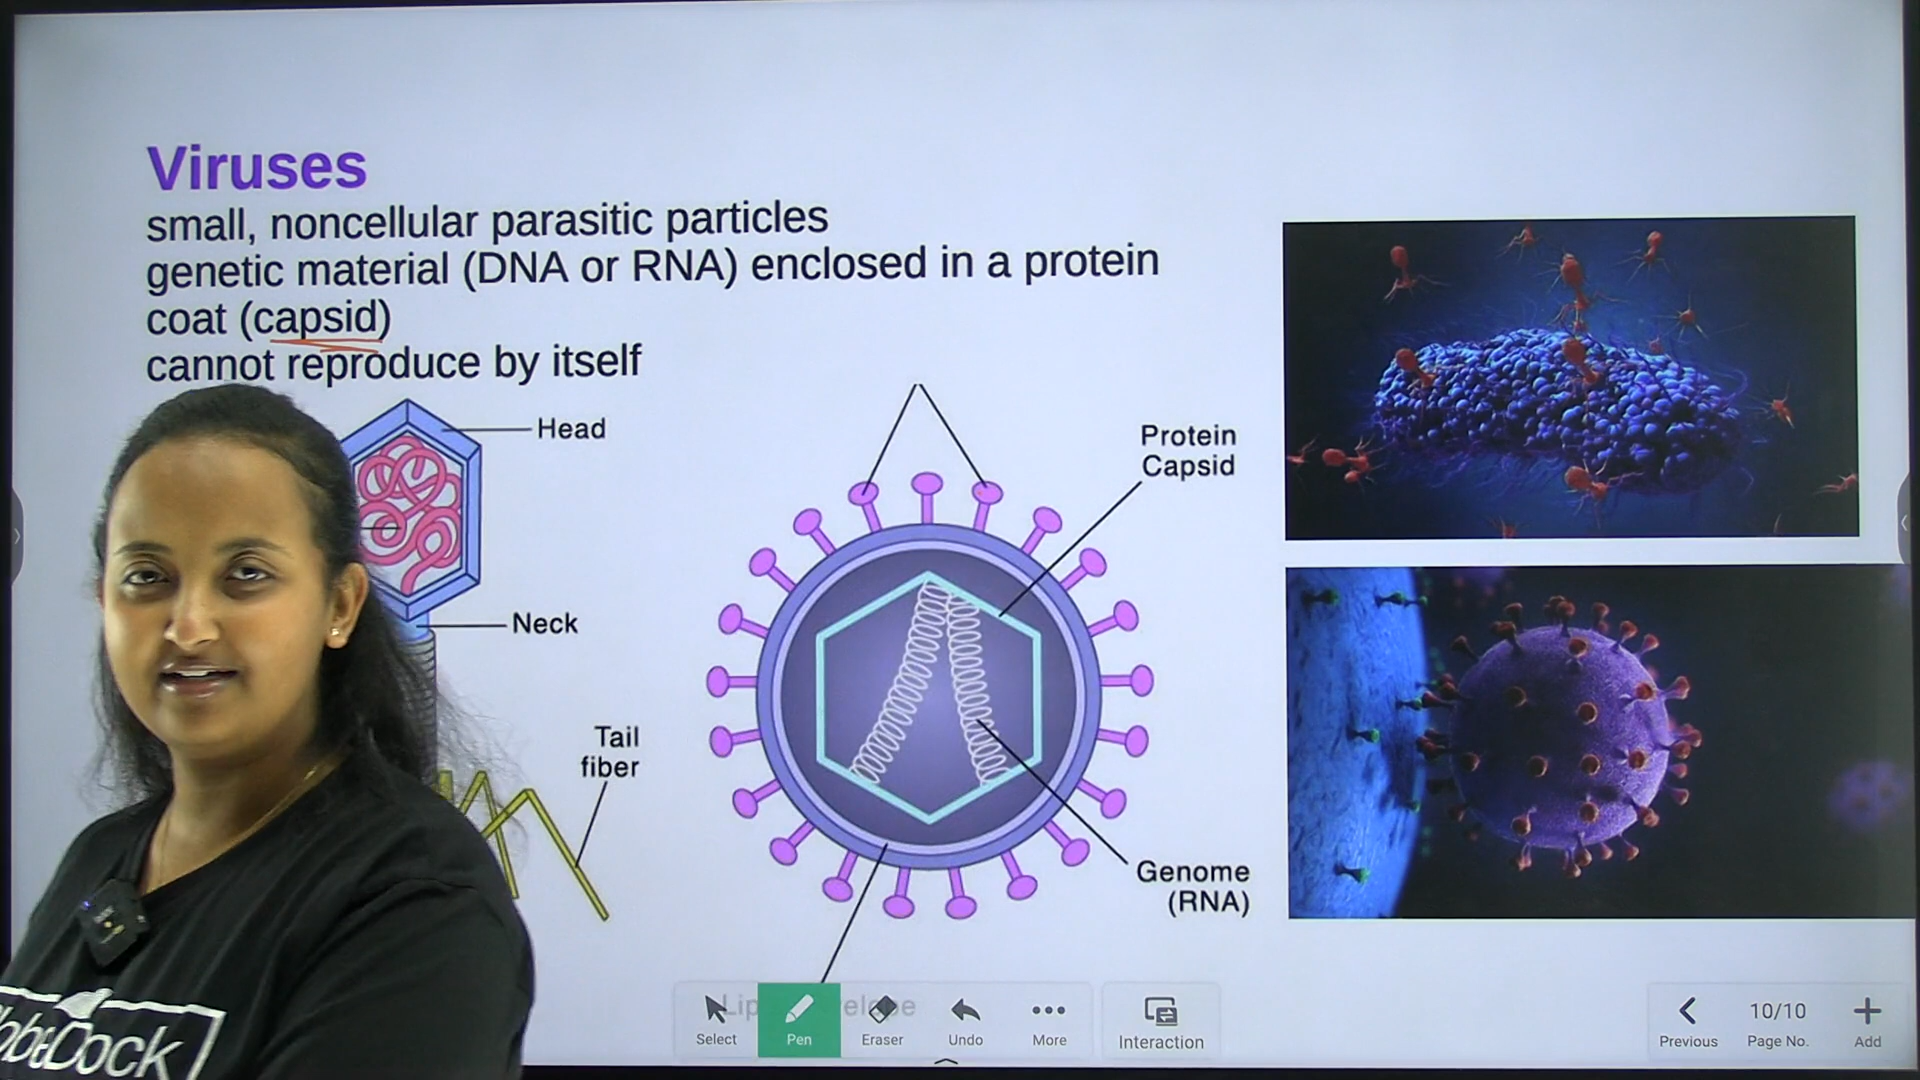 Viruses
small, noncellular parasitic particles
genetic material (DNA or RNA) enclosed in a protein
coat (capsid)
cannot reproduce by itself
Head
Neck
Tail
fiber
Protein
Capsid
Genome
(RNA)
Select
Pen
Eraser
Undo
More
Interaction
Previous
10/10
Page No.
Add
Dock